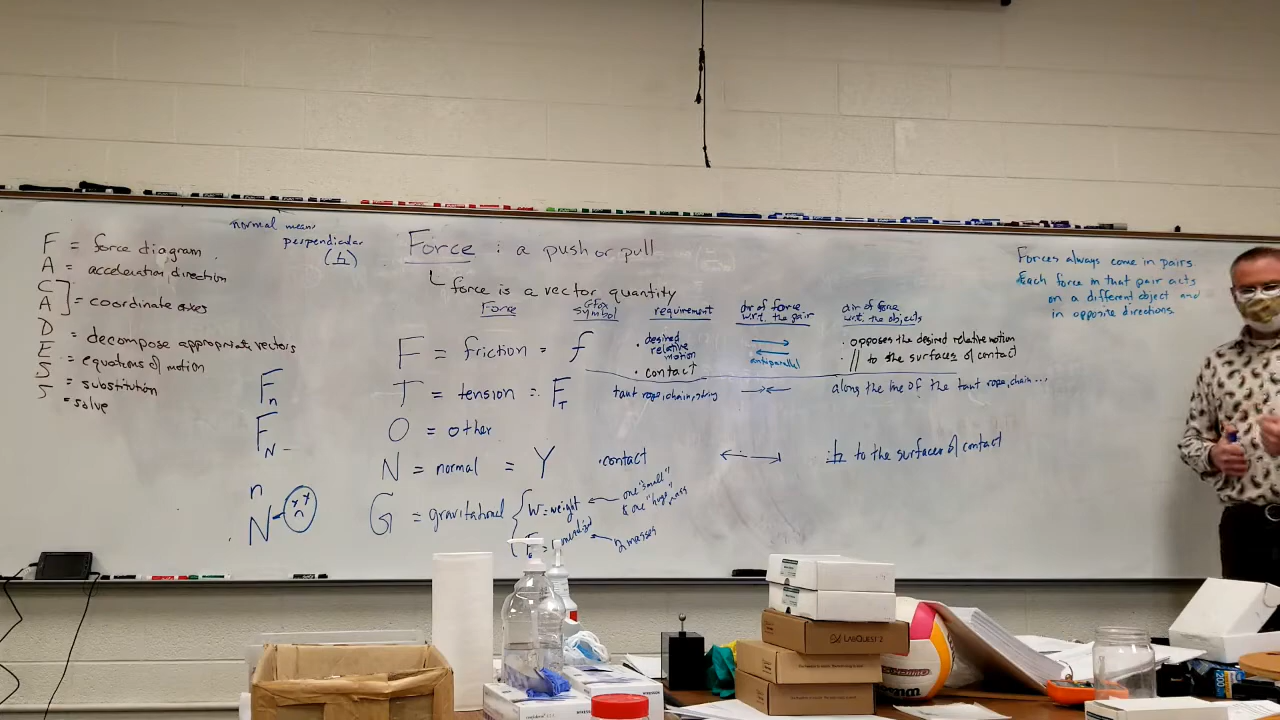 F = force diagram
A = acceleration direction
C
A ] = coordinate axes
D = decompose appropriate vectors
E = equations of motion
S = substitution
S = solve
normal means
perpendicular
(⊥)
Fn
FN
n
N
Force : a push or pull
force is a vector quantity
Force
symbol
requirement
dir of force
w.r.t. the pair
dir of force
w.r.t. the objects
F = friction = f
• desired
relative
motion
• contact
antiparallel
• opposes the desired relative motion
• // to the surfaces of contact
T = tension = FT
taut rope, chain, string
along the line of the taut rope, chain...
O = other
N = normal = Y
• contact
⊥ to the surfaces of contact
G = gravitational
W = weight
one "small"
& one "huge" mass
2 masses
Forces always come in pairs.
Each force in that pair acts
on a different object and
in opposite directions.
LABQUEST 2